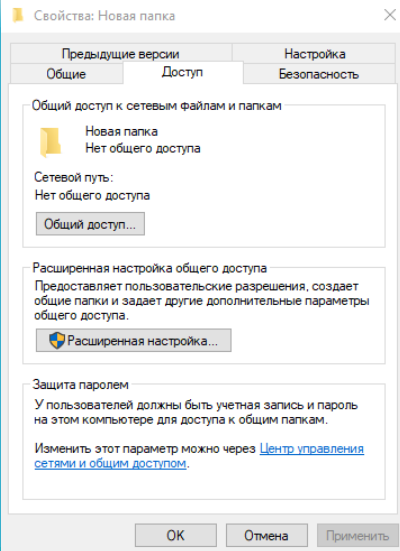 Свойства: Новая папка
Предыдущие версии
Настройка
Общие
Доступ
Безопасность
Общий доступ к сетевым файлам и папкам
Новая папка
Нет общего доступа
Сетевой путь:
Нет общего доступа
Общий доступ...
Расширенная настройка общего доступа
Предоставляет пользовательские разрешения, создает
общие папки и задает другие дополнительные параметры
общего доступа.
Расширенная настройка...
Защита паролем
У пользователей должны быть учетная запись и пароль
на этом компьютере для доступа к общим папкам.
Изменить этот параметр можно через Центр управления
сетями и общим доступом.
OK
Отмена
Применить